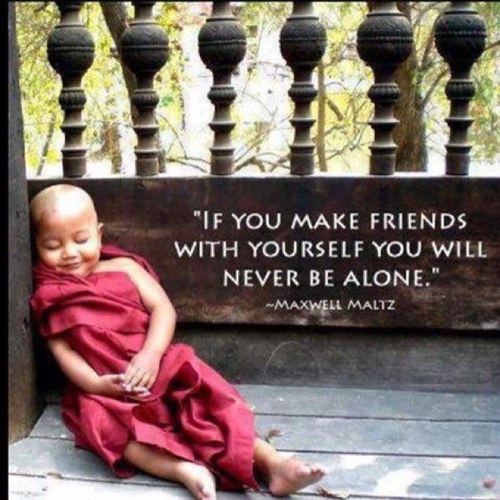 "IF YOU MAKE FRIENDS
WITH YOURSELF YOU WILL
NEVER BE ALONE."
~MAXWELL MALTZ